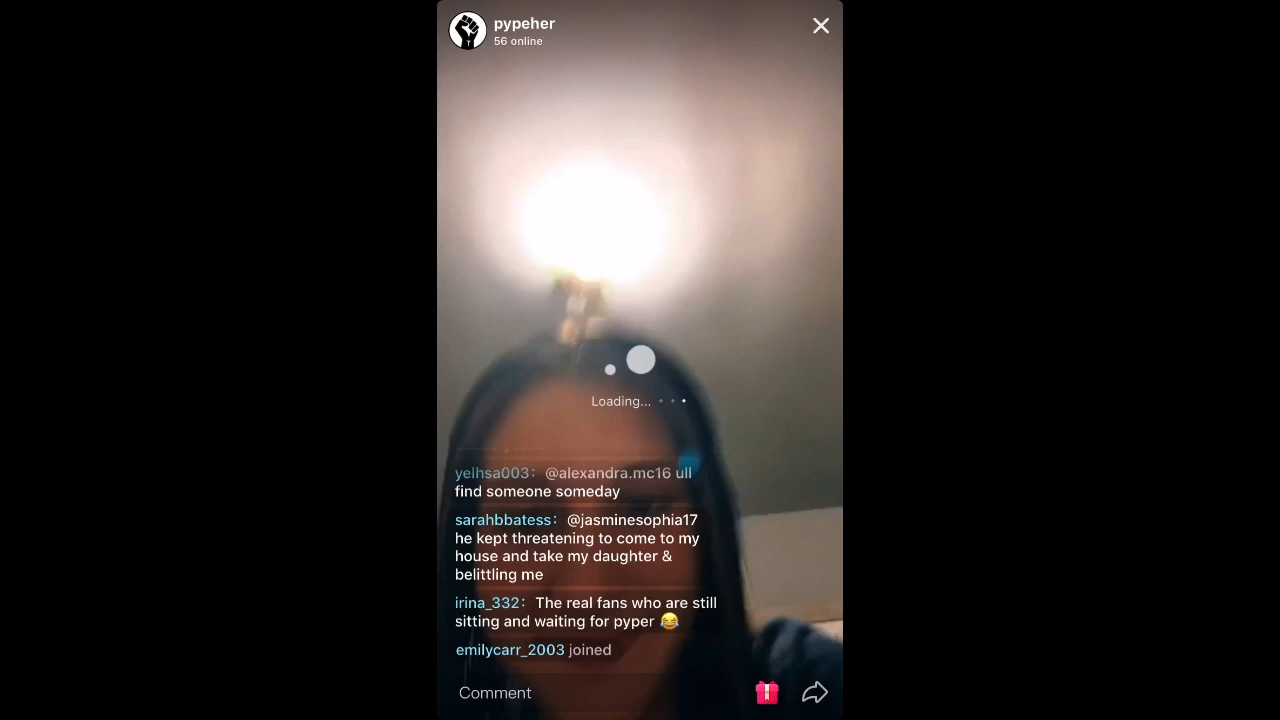 pypeher
56 online
Loading...
yelhsa003: @alexandra.mc16 ull
find someone someday
sarahbbatess: @jasminesophia17
he kept threatening to come to my
house and take my daughter &
belittling me
irina_332: The real fans who are still
sitting and waiting for pyper 😂
emilycarr_2003 joined
Comment